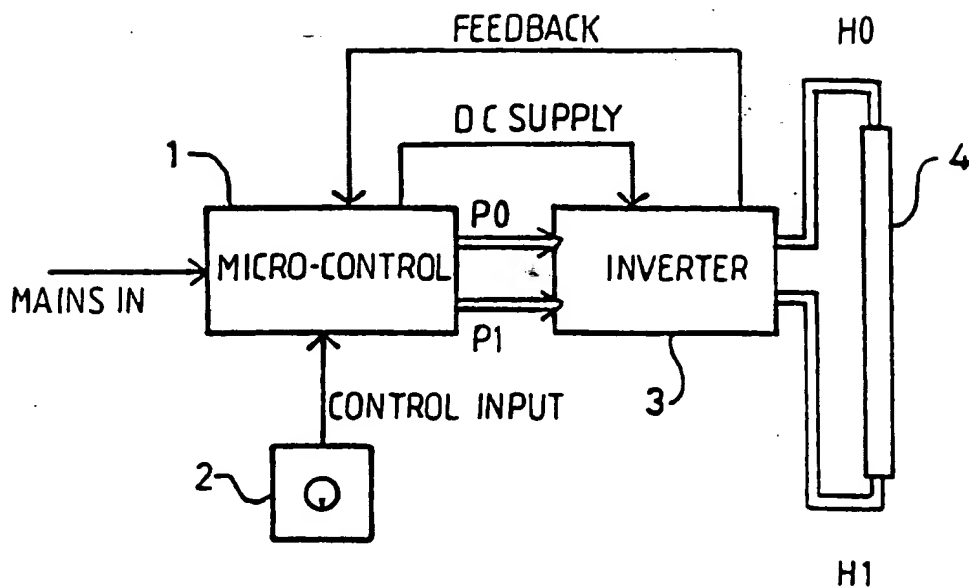 FEEDBACK
H0
DC SUPPLY
1
4
P0
MICRO-CONTROL
INVERTER
MAINS IN
P1
3
CONTROL INPUT
2
H1